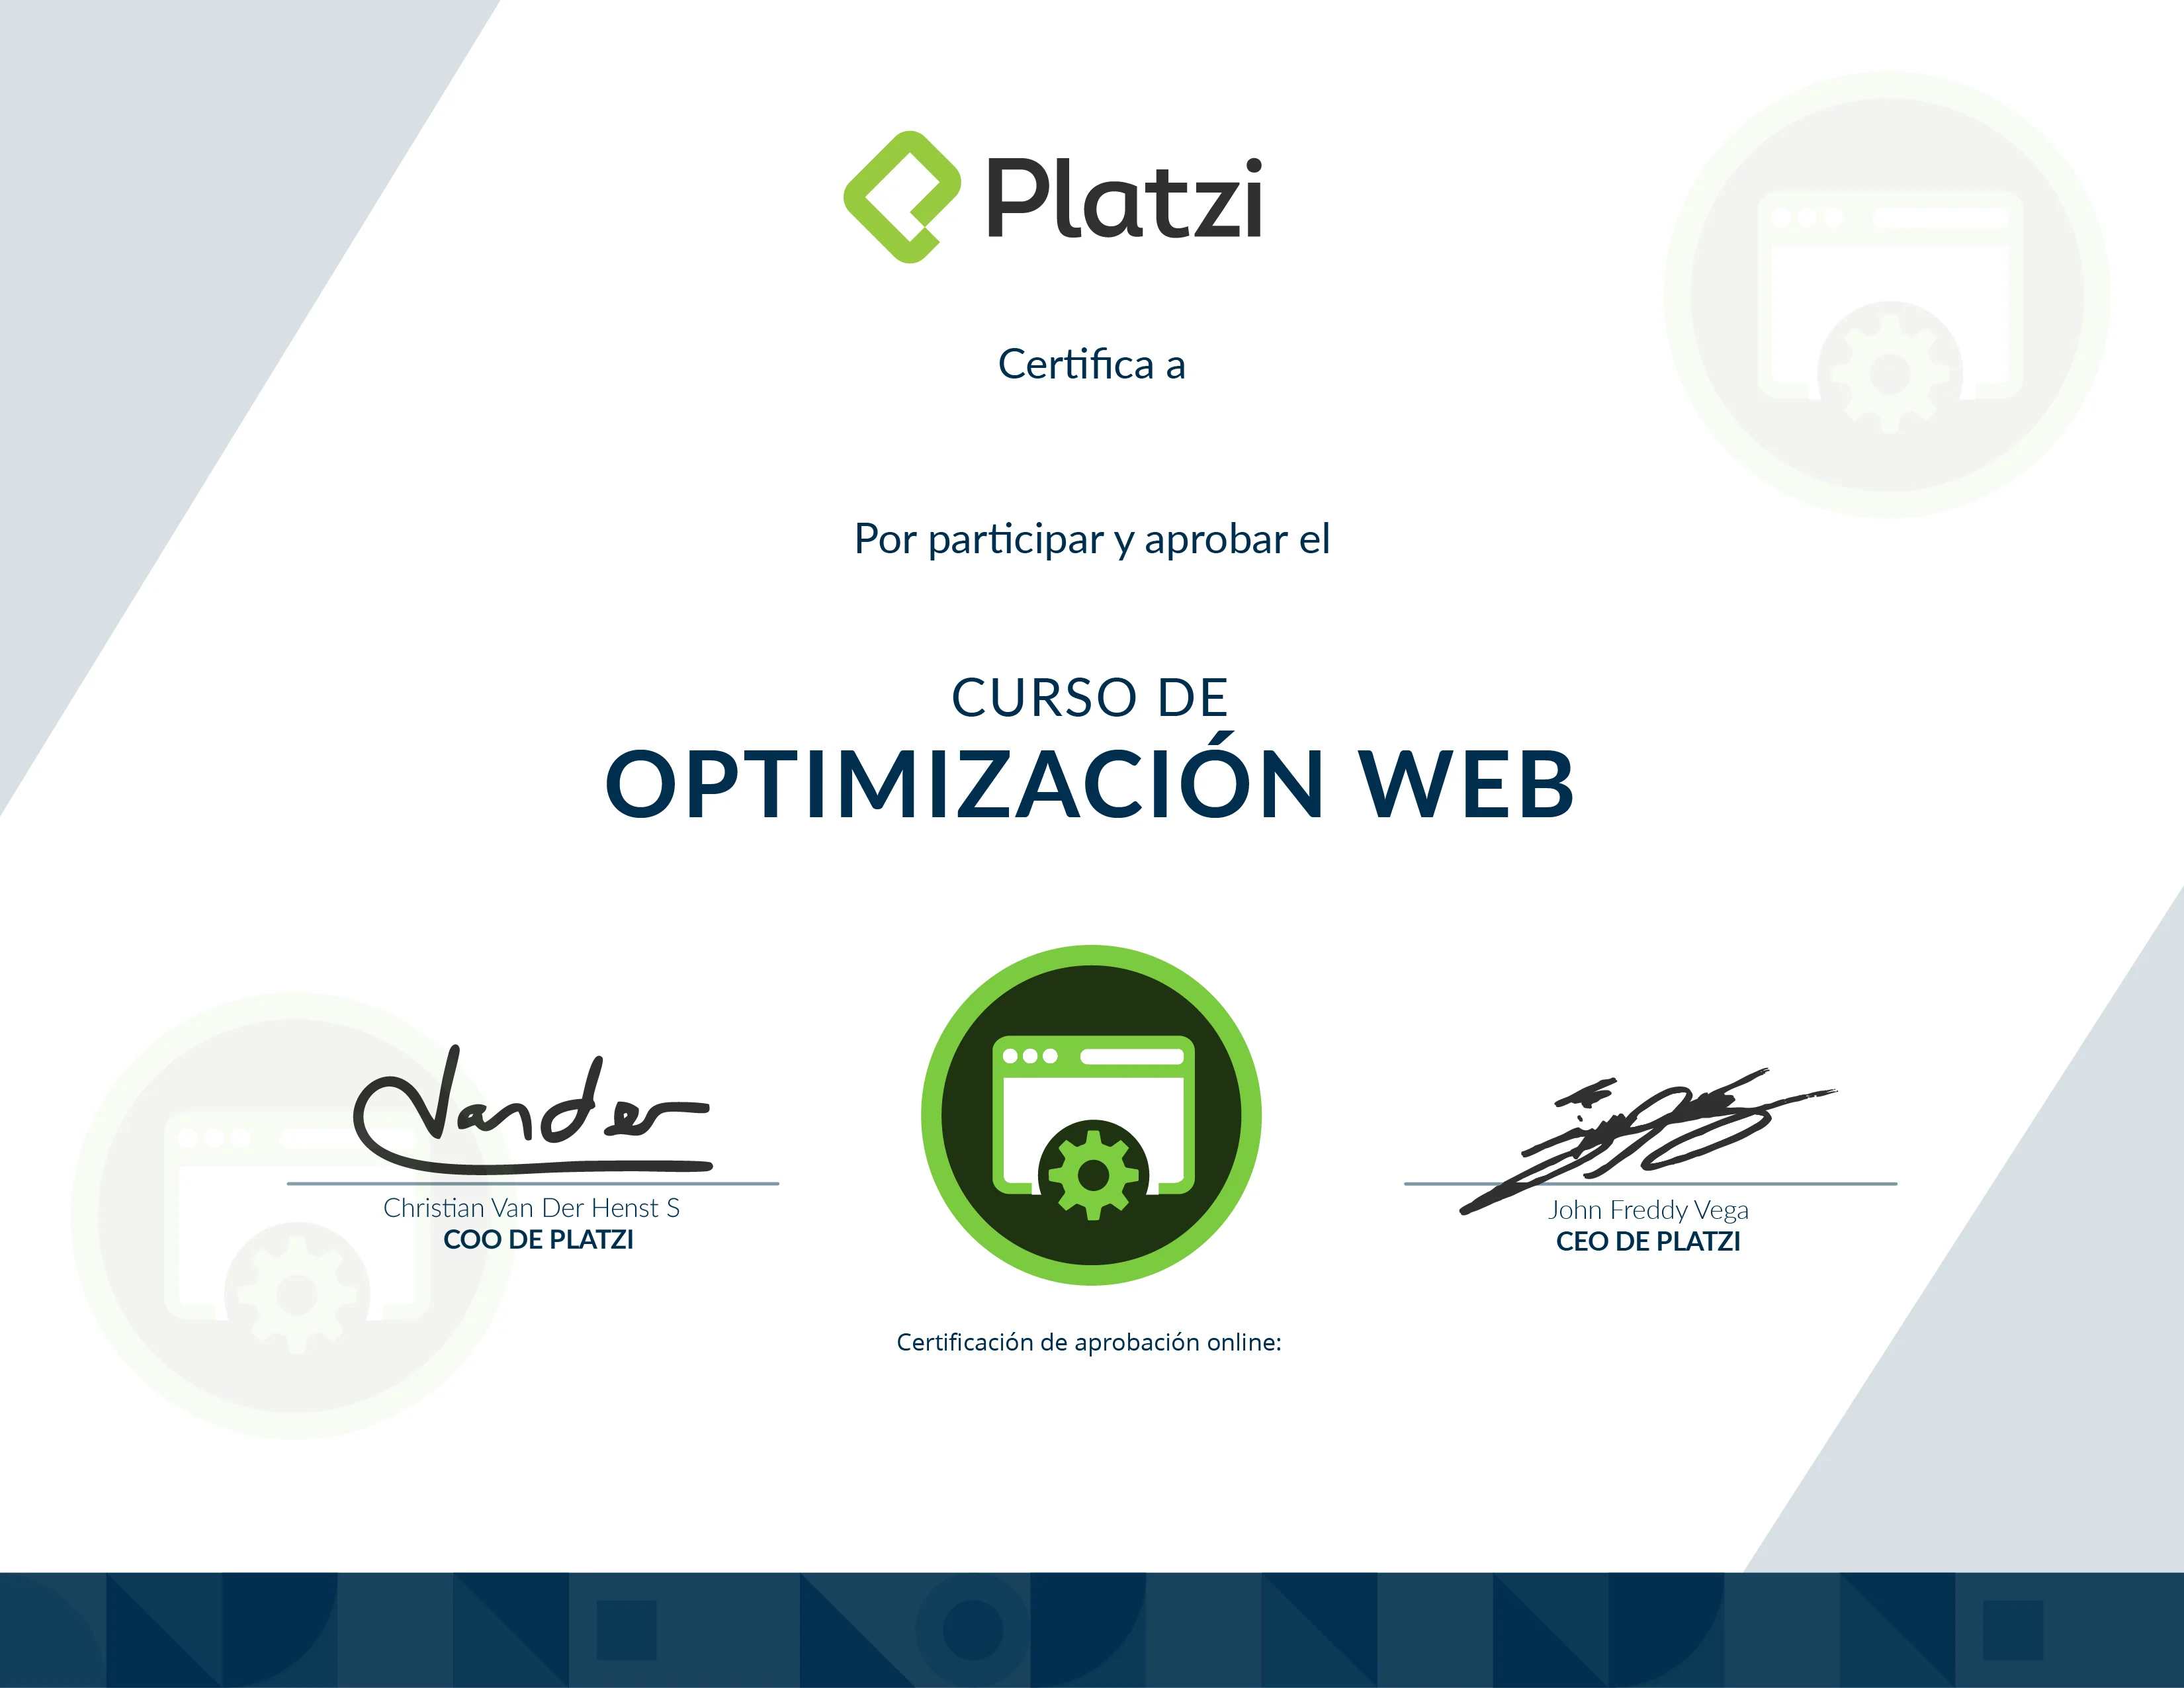 Platzi
Certifica a
Por participar y aprobar el
CURSO DE
OPTIMIZACIÓN WEB
Vander
Christian Van Der Henst S
COO DE PLATZI
John Freddy Vega
CEO DE PLATZI
Certificación de aprobación online: